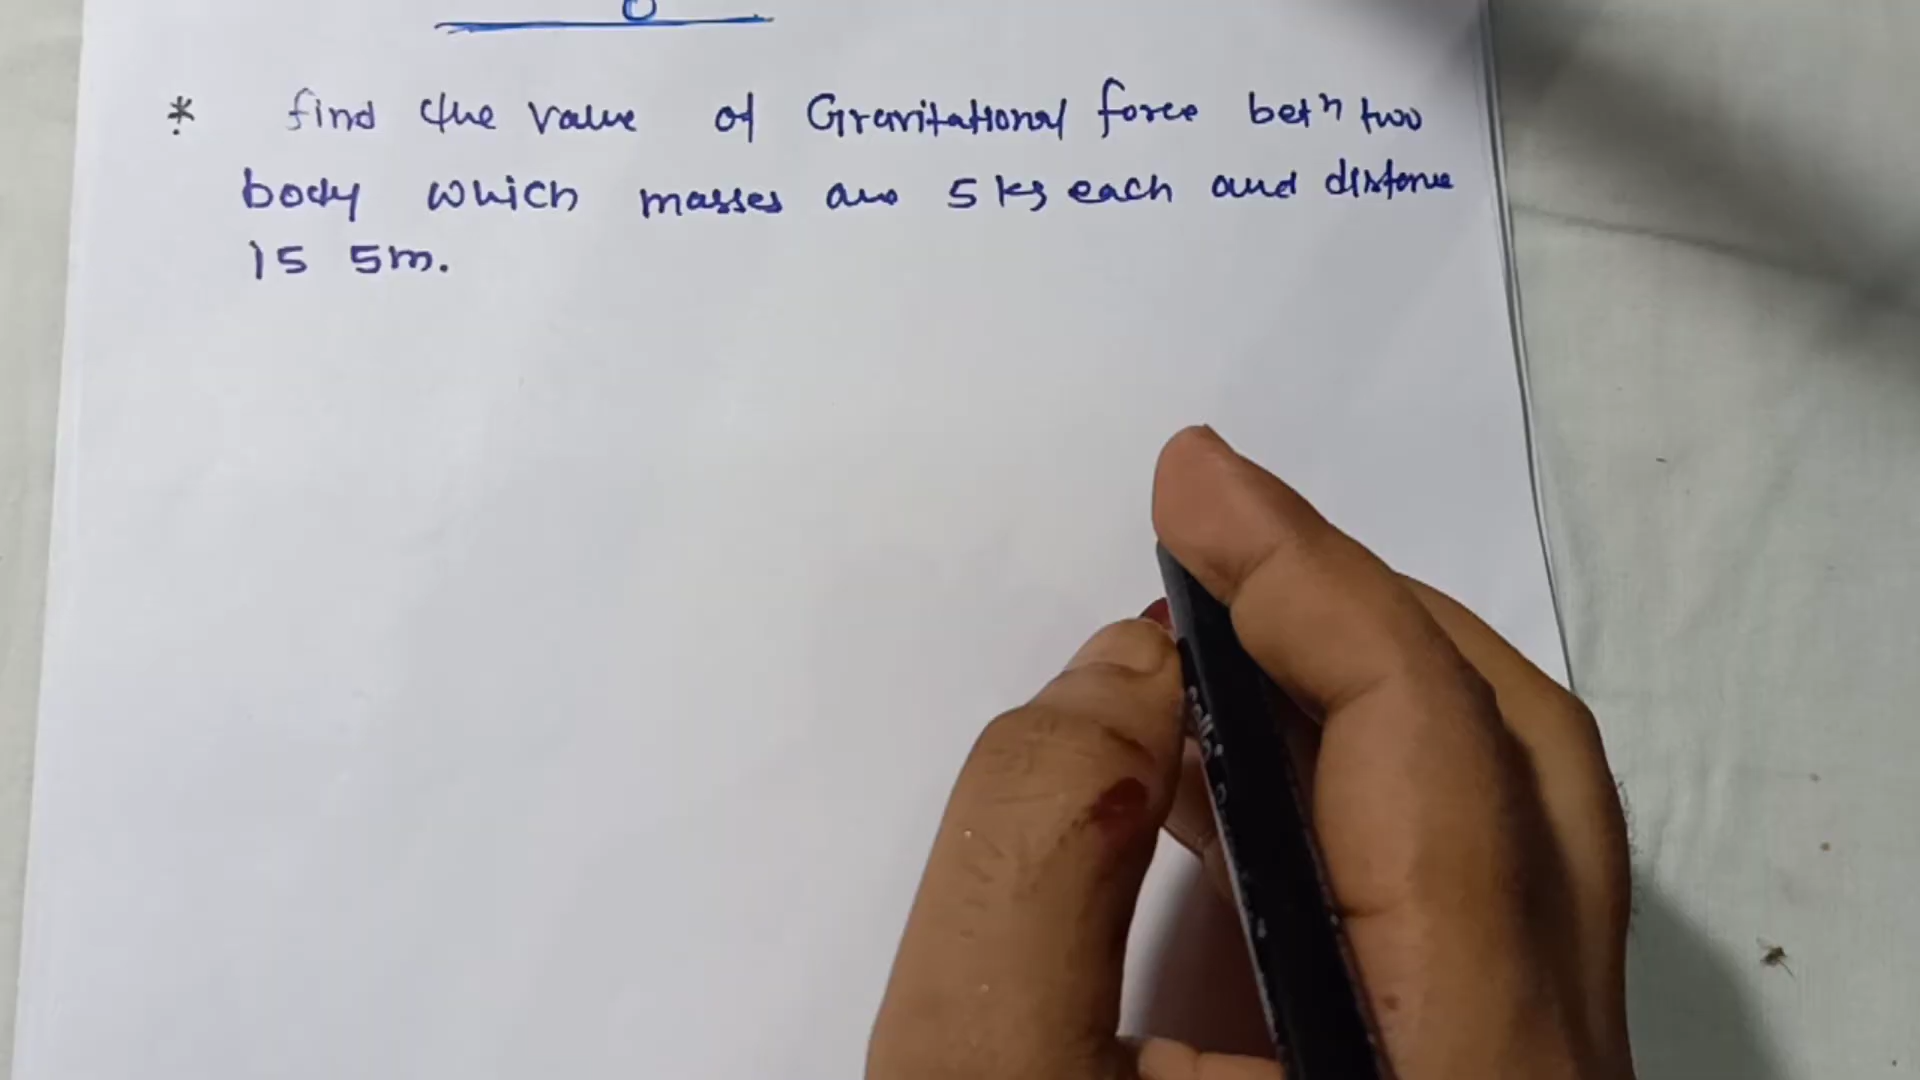 * find the value of Gravitational force betn two
body which masses are 5 kg each and distance
is 5m.